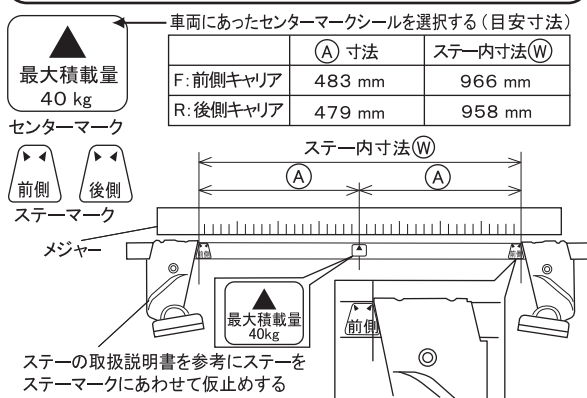 車両にあったセンターマークシールを選択する(目安寸法)
最大積載量
40 kg
センターマーク
Ⓐ 寸法 ステー内寸法Ⓦ
F:前側キャリア 483 mm 966 mm
R:後側キャリア 479 mm 958 mm
前側 後側
ステーマーク
ステー内寸法Ⓦ
Ⓐ Ⓐ
メジャー
前側 前側
最大積載量
40kg
前側
ステーの取扱説明書を参考にステーを
ステーマークにあわせて仮止めする